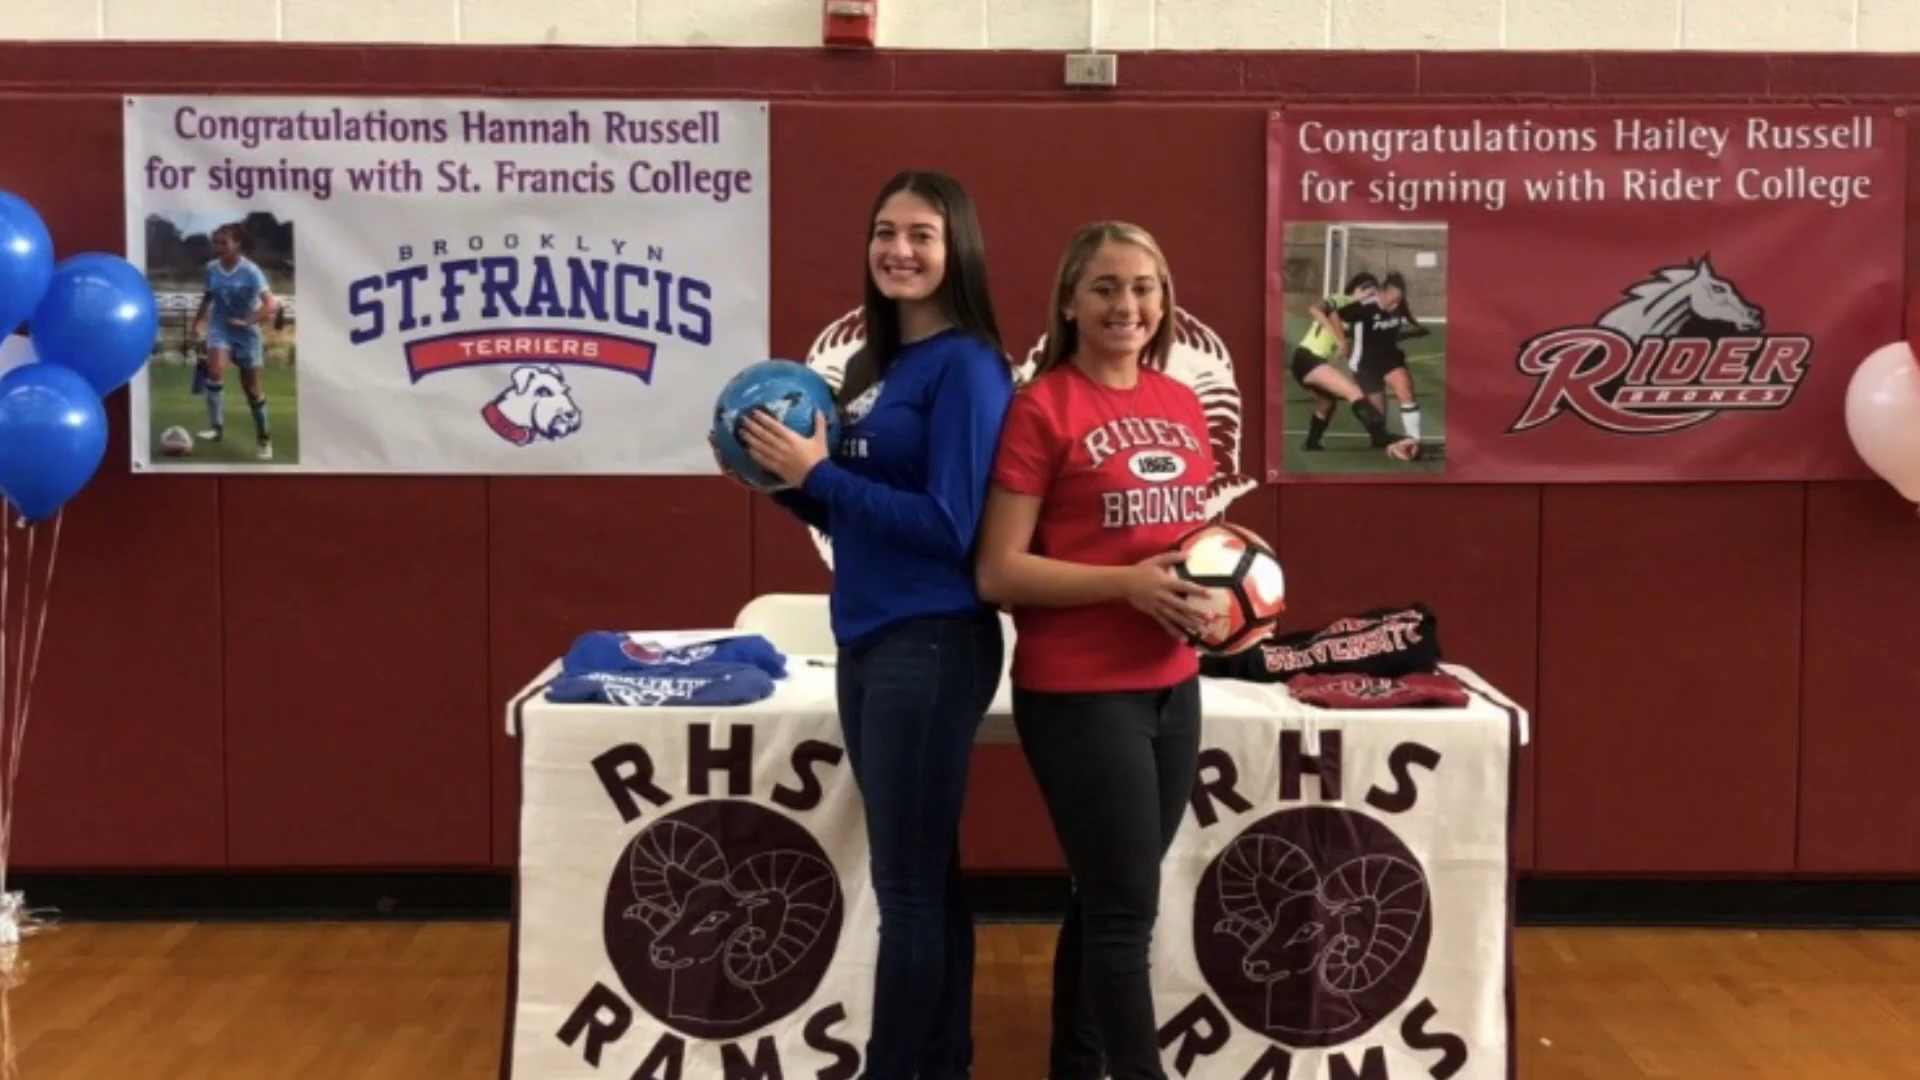 Congratulations Hannah Russell
for signing with St. Francis College
BROOKLYN
ST. FRANCIS
TERRIERS
Congratulations Hailey Russell
for signing with Rider College
RIDER
BRONCS
RIDER
1865
BRONCS
UNIVERSITY
RHS
RAMS
RHS
RAMS